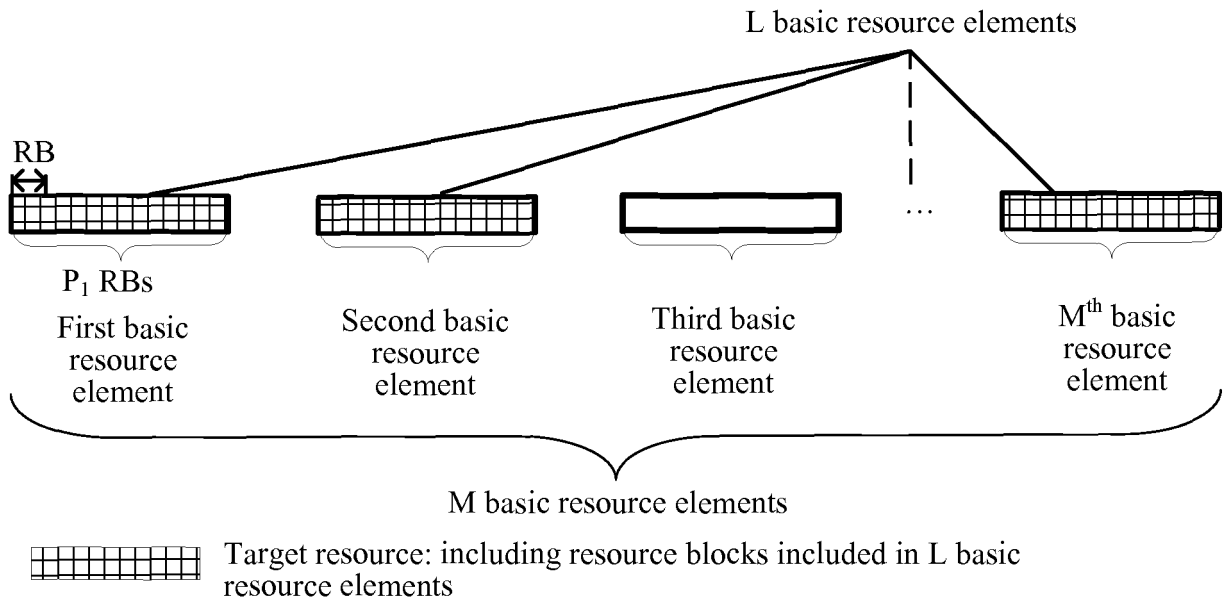 L basic resource elements
RB
...
P₁ RBs
First basic
resource
element
Second basic
resource
element
Third basic
resource
element
Mᵗʰ basic
resource
element
M basic resource elements
Target resource: including resource blocks included in L basic
resource elements